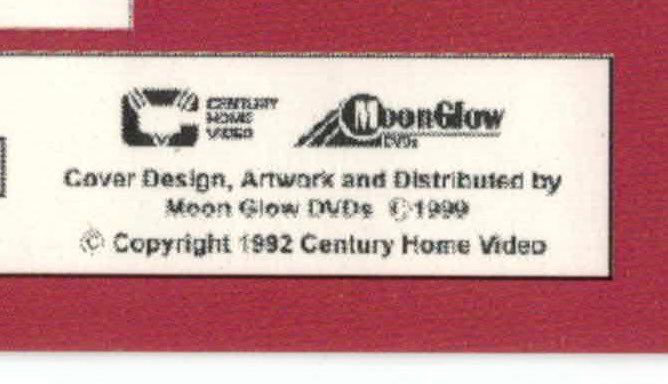 CENTURY
HOME
VIDEO
MoonGlow
DVDs
Cover Design, Artwork and Distributed by
Moon Glow DVDs ©1999
© Copyright 1992 Century Home Video